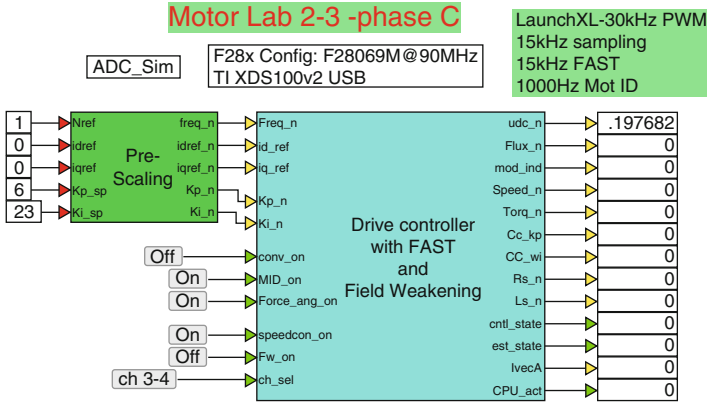 Motor Lab 2-3 -phase C
LaunchXL-30kHz PWM
15kHz sampling
15kHz FAST
1000Hz Mot ID
ADC_Sim
F28x Config: F28069M@90MHz
TI XDS100v2 USB
1
0
0
6
23
Nref
idref
iqref
Kp_sp
Ki_sp
Pre-
Scaling
freq_n
idref_n
iqref_n
Kp_n
Ki_n
Off
On
On
On
Off
ch 3-4
Freq_n
id_ref
iq_ref
Kp_n
Ki_n
conv_on
MID_on
Force_ang_on
speedcon_on
Fw_on
ch_sel
Drive controller
with FAST
and
Field Weakening
udc_n
Flux_n
mod_ind
Speed_n
Torq_n
Cc_kp
CC_wi
Rs_n
Ls_n
cntl_state
est_state
IvecA
CPU_act
.197682
0
0
0
0
0
0
0
0
0
0
0
0